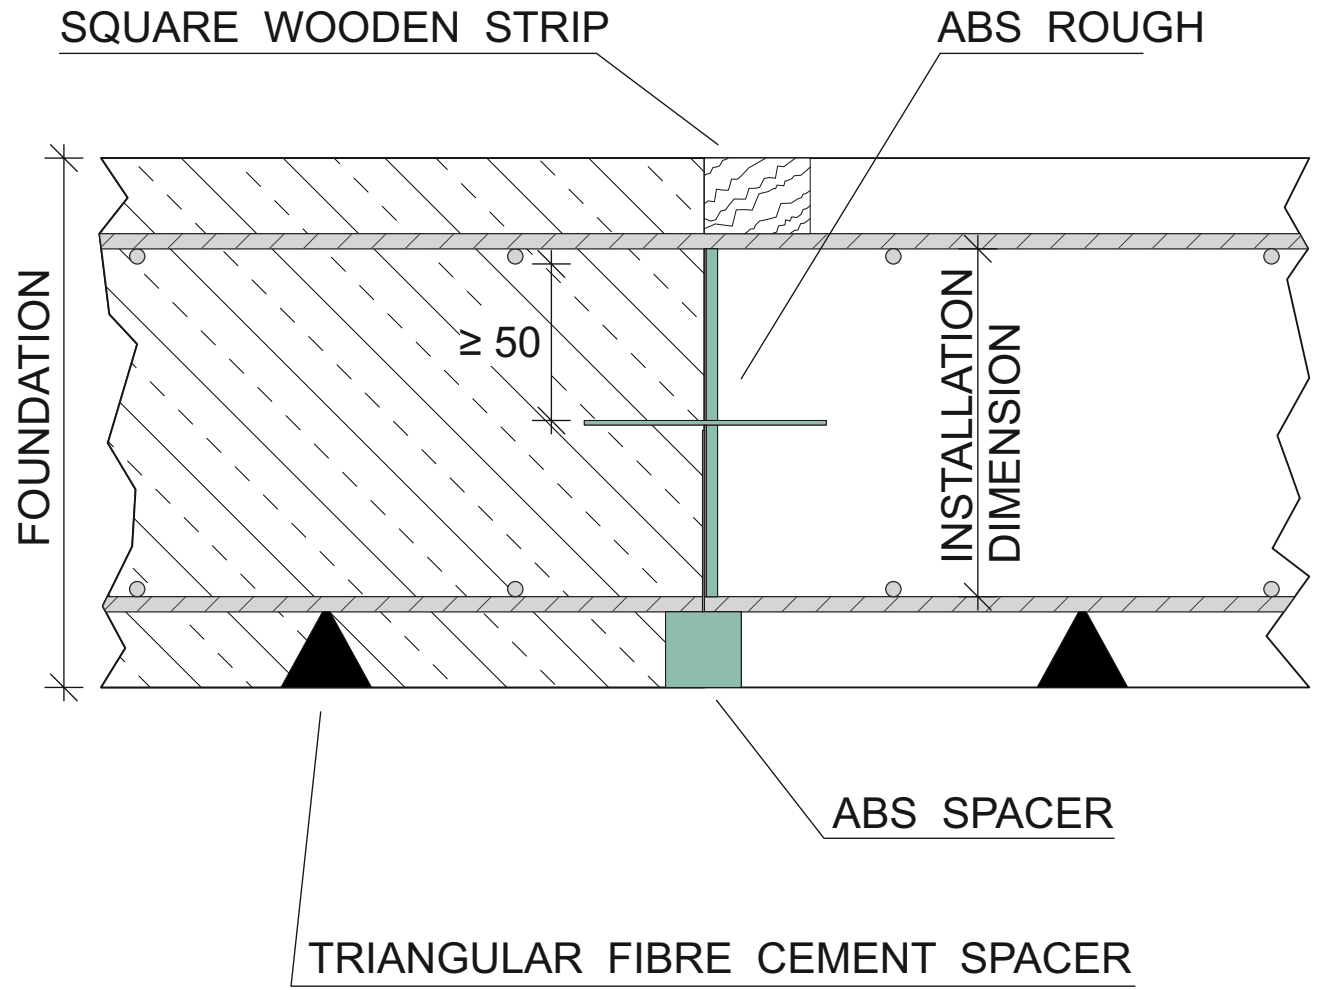 SQUARE WOODEN STRIP
ABS ROUGH
FOUNDATION
≥ 50
INSTALLATION
DIMENSION
ABS SPACER
TRIANGULAR FIBRE CEMENT SPACER